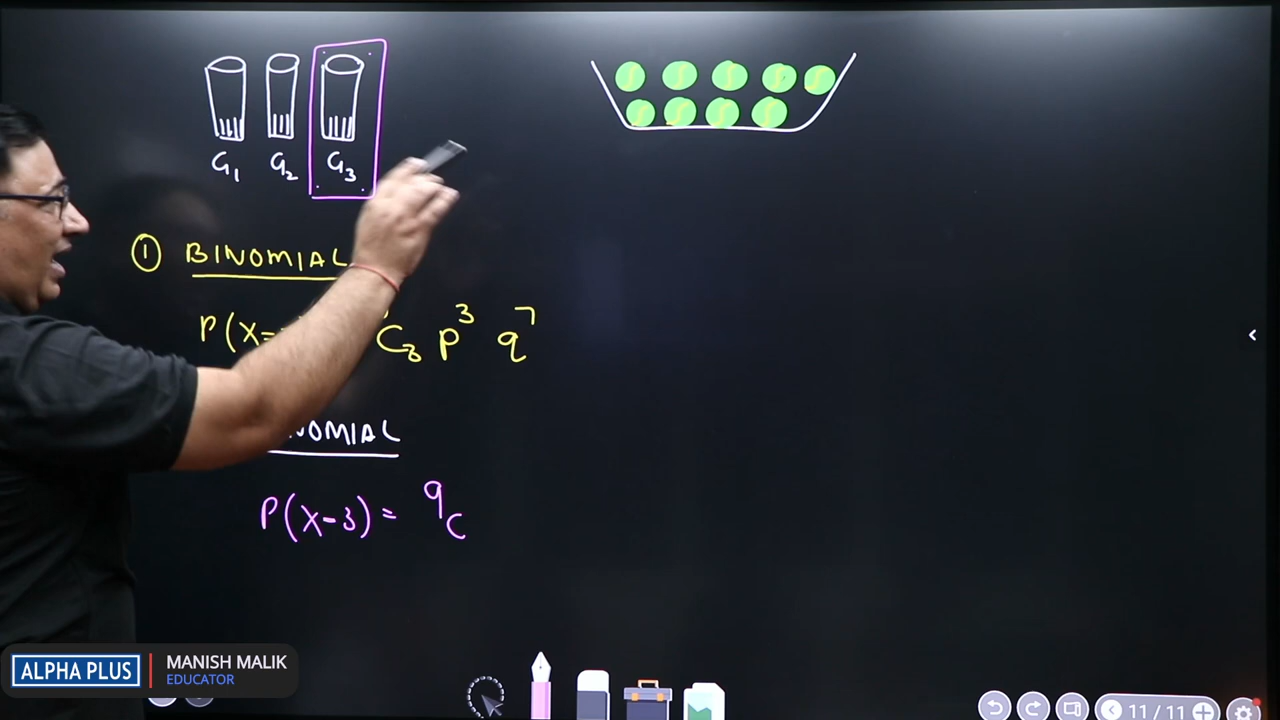 G1 G2 G3
① BINOMIAL
P(X= C3 p³ q⁷
NOMIAL
P(X-3) = 9C
ALPHA PLUS
MANISH MALIK
EDUCATOR
11/11